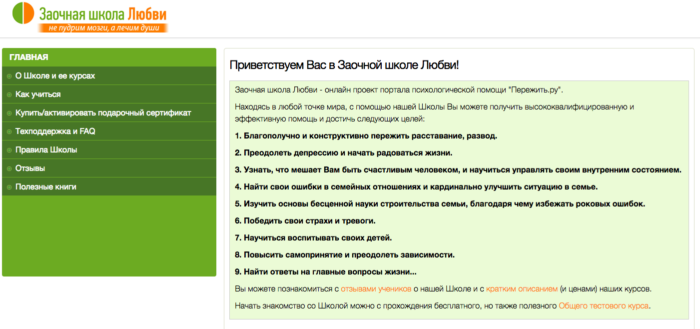 Заочная школа Любви
не пудрим мозги, а лечим души
ГЛАВНАЯ
О Школе и ее курсах
Как учиться
Купить/активировать подарочный сертификат
Техподдержка и FAQ
Правила Школы
Отзывы
Полезные книги
Приветствуем Вас в Заочной школе Любви!
Заочная школа Любви - онлайн проект портала психологической помощи "Пережить.ру".
Находясь в любой точке мира, с помощью нашей Школы Вы можете получить высококвалифицированную и
эффективную помощь и достичь следующих целей:
1. Благополучно и конструктивно пережить расставание, развод.
2. Преодолеть депрессию и начать радоваться жизни.
3. Узнать, что мешает Вам быть счастливым человеком, и научиться управлять своим внутренним состоянием.
4. Найти свои ошибки в семейных отношениях и кардинально улучшить ситуацию в семье.
5. Изучить основы бесценной науки строительства семьи, благодаря чему избежать роковых ошибок.
6. Победить свои страхи и тревоги.
7. Научиться воспитывать своих детей.
8. Повысить самопринятие и преодолеть зависимости.
9. Найти ответы на главные вопросы жизни...
Вы можете познакомиться с отзывами учеников о нашей Школе и с кратким описанием (и ценами) наших курсов.
Начать знакомство со Школой можно с прохождения бесплатного, но также полезного Общего тестового курса.